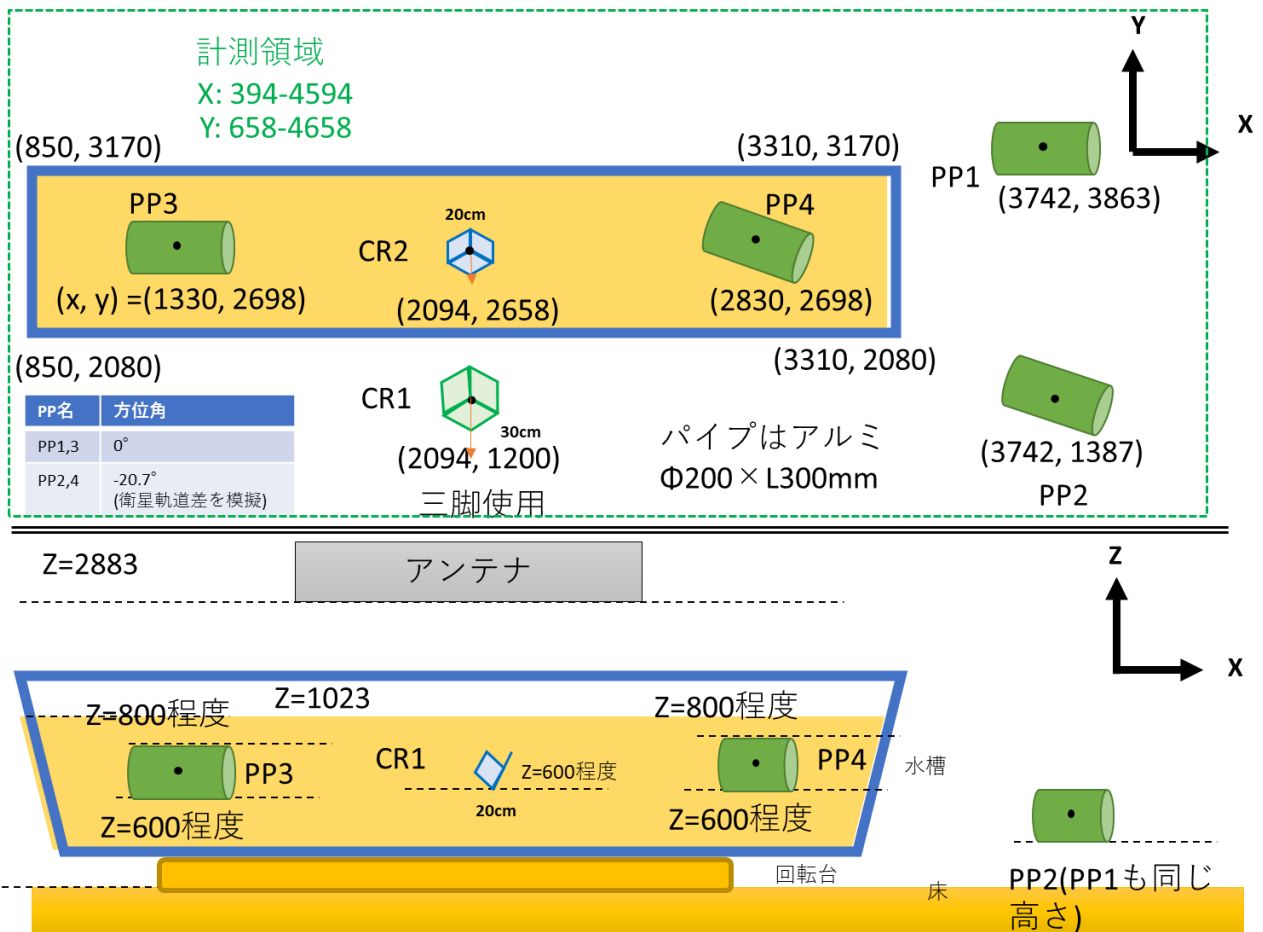 計測領域
X: 394-4594
Y: 658-4658
Y
X
(850, 3170)
(3310, 3170)
PP1
(3742, 3863)
PP3
20cm
PP4
CR2
(x, y) =(1330, 2698)
(2094, 2658)
(2830, 2698)
(850, 2080)
(3310, 2080)
PP名
方位角
PP1,3
0°
PP2,4
-20.7°
(衛星軌道差を模擬)
CR1
30cm
(2094, 1200)
三脚使用
パイプはアルミ
Φ200×L300mm
(3742, 1387)
PP2
Z=2883
アンテナ
Z
X
Z=1023
Z=800程度
Z=800程度
CR1
PP3
Z=600程度
20cm
PP4
水槽
Z=600程度
Z=600程度
回転台
床
PP2(PP1も同じ
高さ)